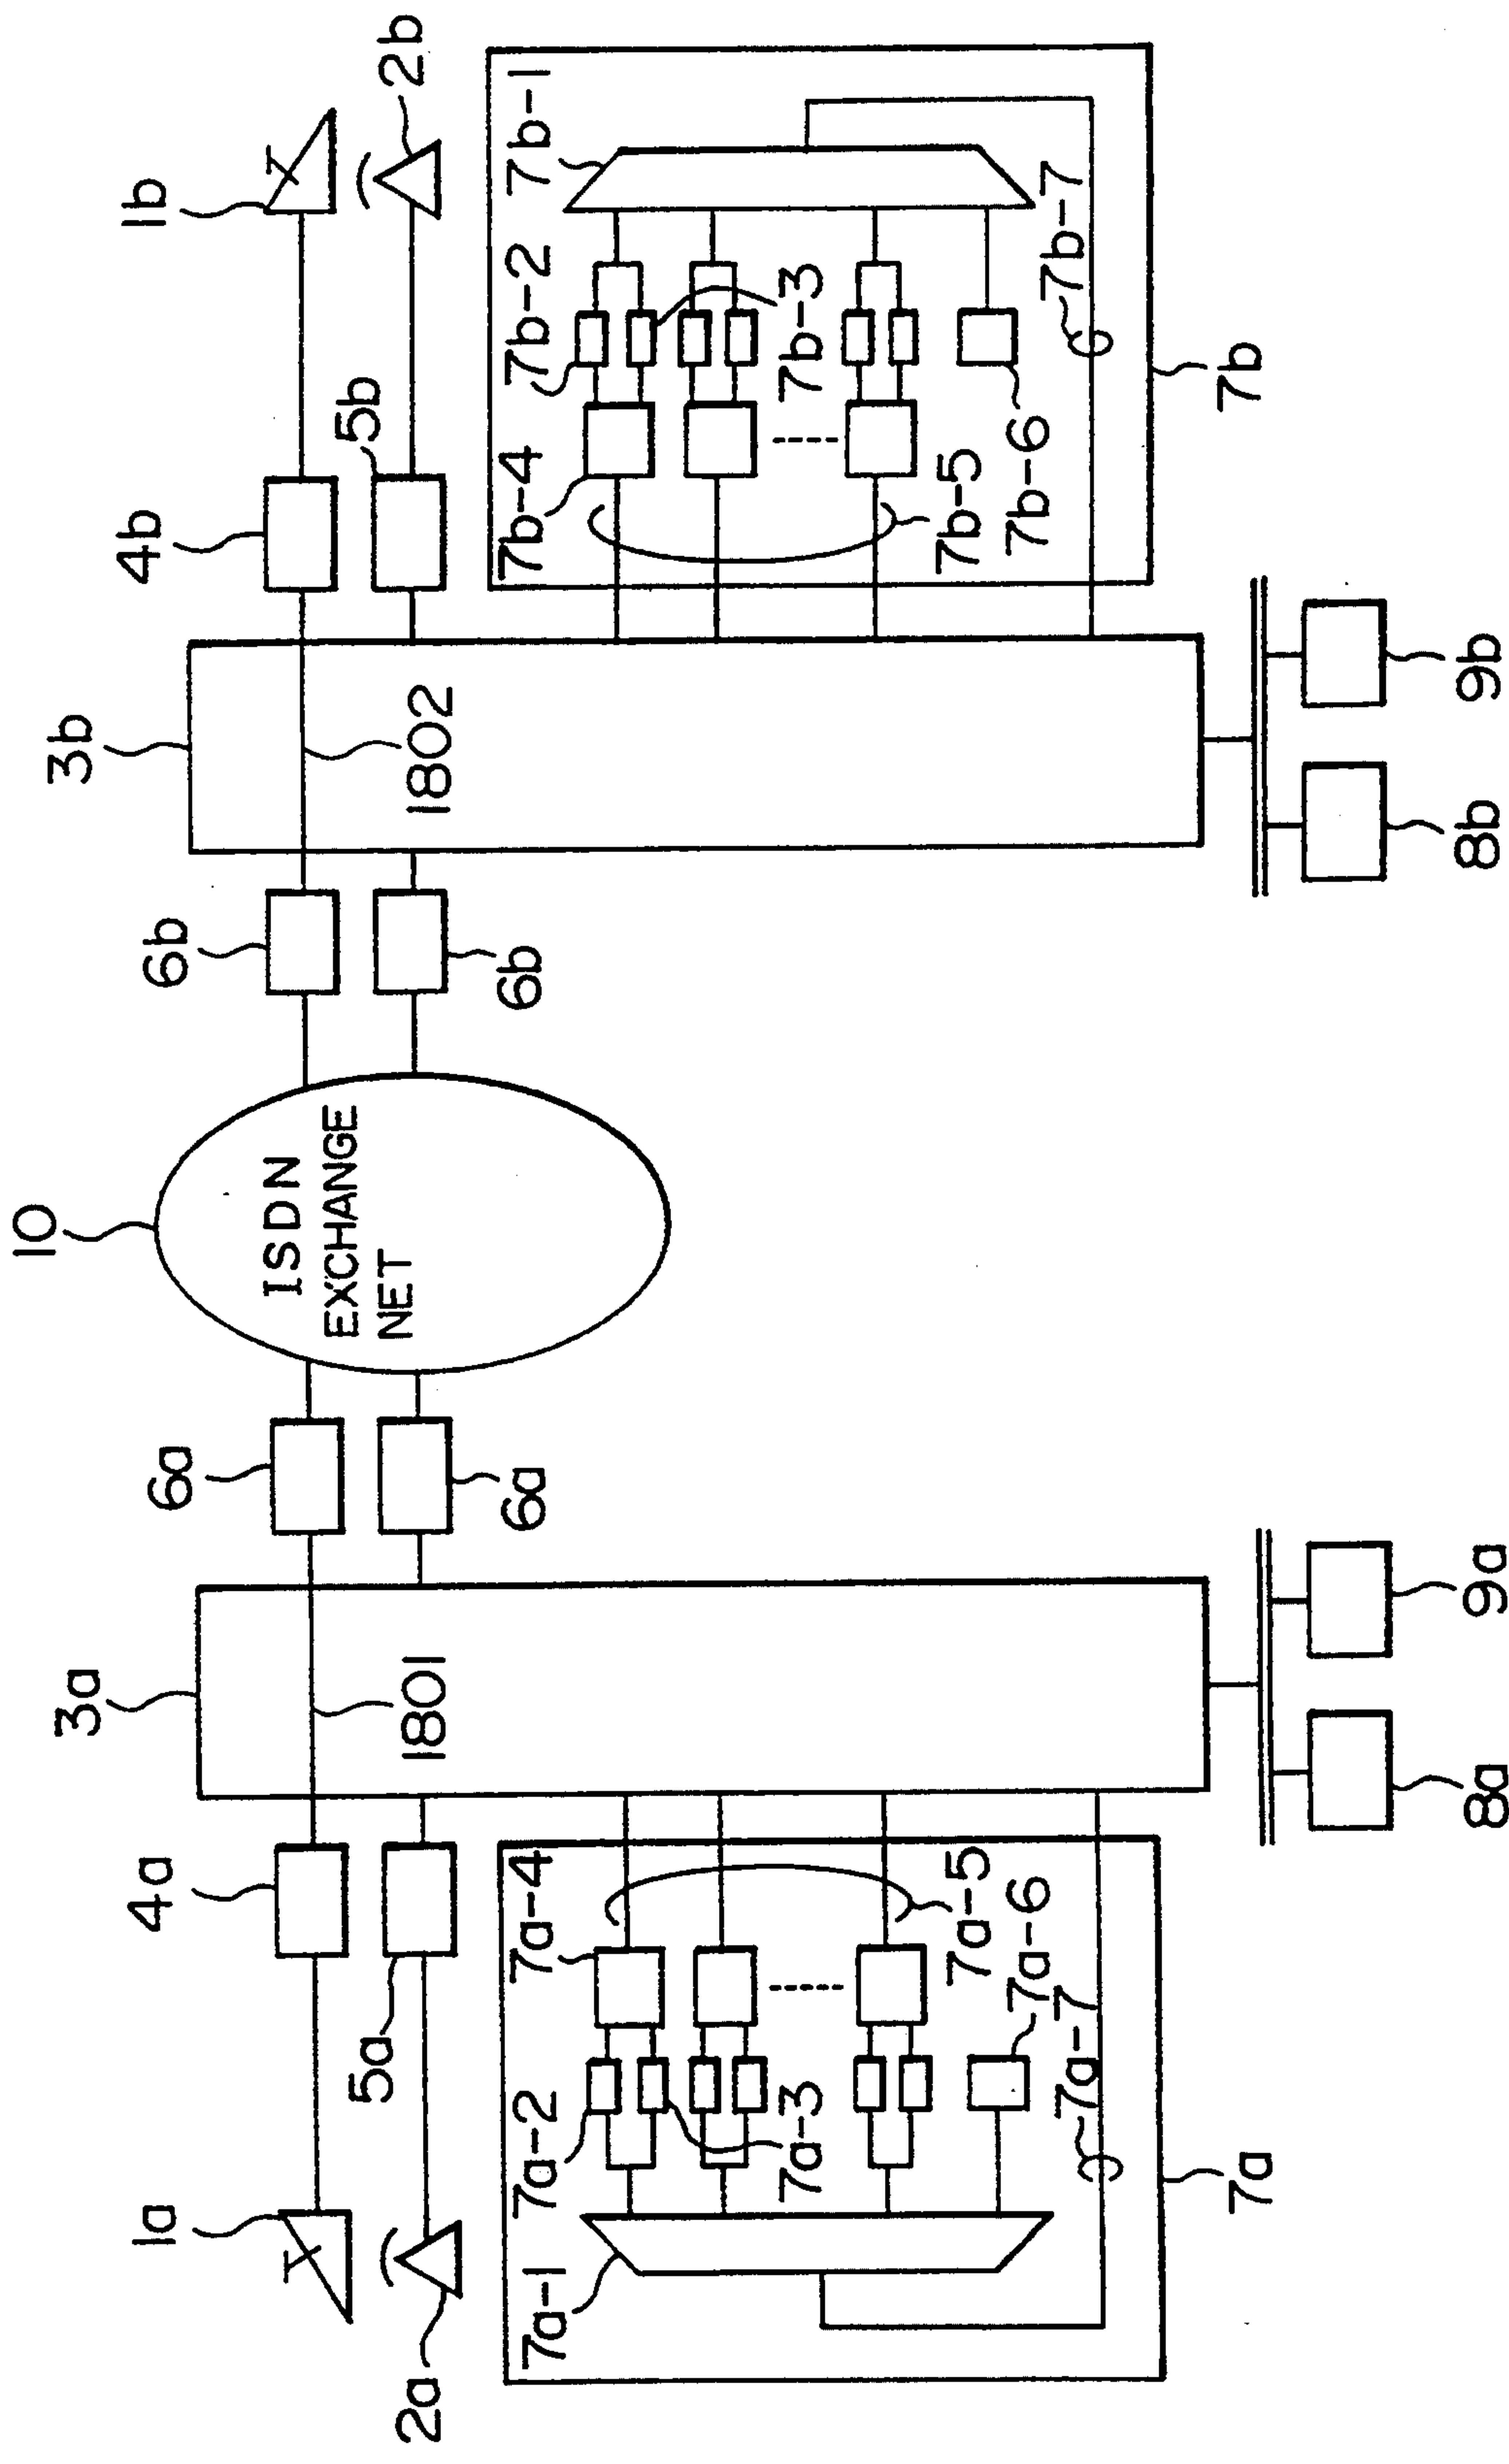 10
ISDN
EXCHANGE
NET
3a
3b
4a
4b
6a
6b
1a
1b
1801
1802
5a
5b
6a
6b
2a
2b
7a-1
7a-2
7a-4
7b-4
7b-2
7b-1
7a-3
7b-3
7a-5
7b-5
7a-6
7b-6
7a-7
7b-7
7a
7b
8a
9a
8b
9b